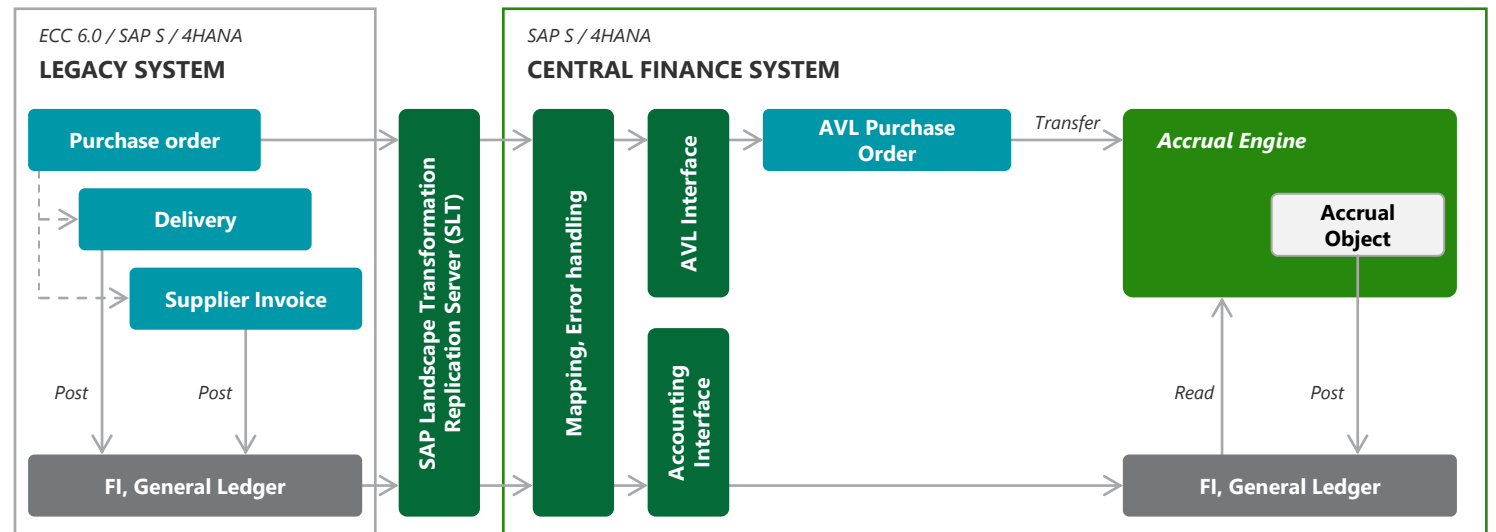 ECC 6.0 / SAP S / 4HANA
LEGACY SYSTEM
Purchase order
Delivery
Supplier Invoice
Post
Post
FI, General Ledger
SAP Landscape Transformation
Replication Server (SLT)
SAP S / 4HANA
CENTRAL FINANCE SYSTEM
Mapping, Error handling
AVL Interface
Accounting
Interface
AVL Purchase
Order
Transfer
Accrual Engine
Accrual
Object
Read
Post
FI, General Ledger